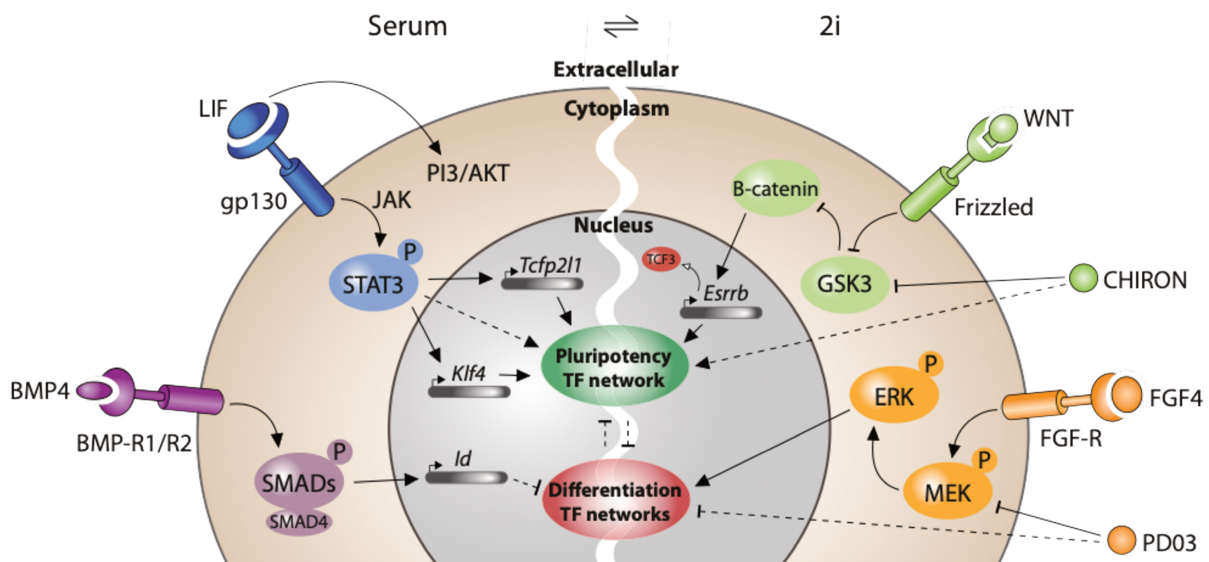 Serum
⇌
2i
Extracellular
Cytoplasm
LIF
gp130
JAK
PI3/AKT
P
STAT3
Nucleus
Tcfp2l1
TCF3
Esrrb
B-catenin
GSK3
WNT
Frizzled
CHIRON
Pluripotency
TF network
Klf4
BMP4
BMP-R1/R2
P
SMADs
SMAD4
Id
Differentiation
TF networks
P
ERK
P
MEK
FGF4
FGF-R
PD03